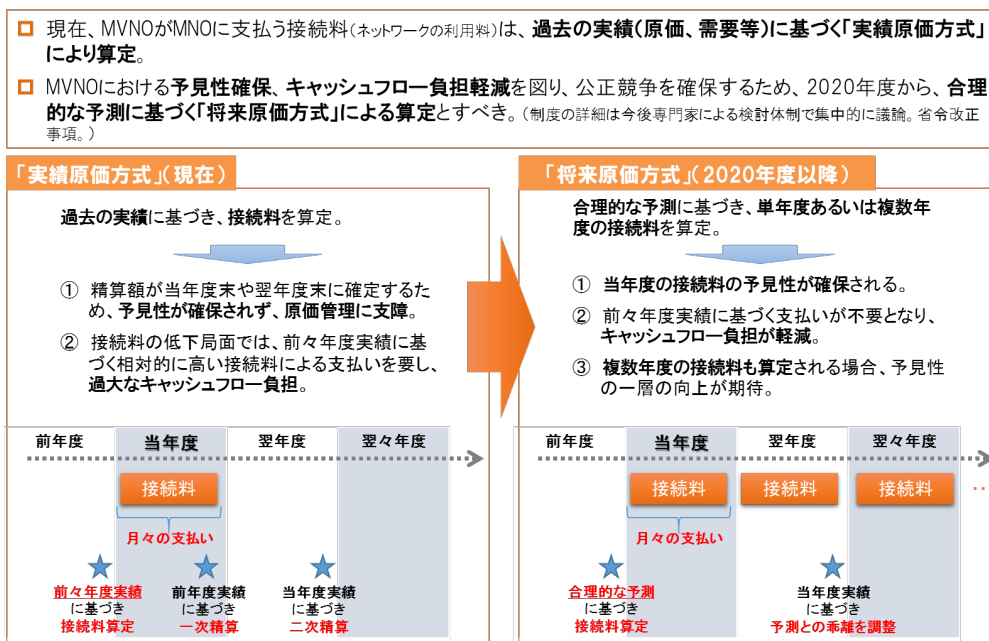 現在、MVNOがMNOに支払う接続料(ネットワークの利用料)は、過去の実績(原価、需要等)に基づく「実績原価方式」
により算定。
MVNOにおける予見性確保、キャッシュフロー負担軽減を図り、公正競争を確保するため、2020年度から、合理
的な予測に基づく「将来原価方式」による算定とすべき。(制度の詳細は今後専門家による検討体制で集中的に議論。省令改正
事項。)
「実績原価方式」(現在)
過去の実績に基づき、接続料を算定。
① 精算額が当年度末や翌年度末に確定するた
め、予見性が確保されず、原価管理に支障。
② 接続料の低下局面では、前々年度実績に基
づく相対的に高い接続料による支払いを要し、
過大なキャッシュフロー負担。
前年度 当年度 翌年度 翌々年度
接続料
月々の支払い
前々年度実績 前年度実績 当年度実績
に基づき に基づき に基づき
接続料算定 一次精算 二次精算
「将来原価方式」(2020年度以降)
合理的な予測に基づき、単年度あるいは複数年
度の接続料を算定。
① 当年度の接続料の予見性が確保される。
② 前々年度実績に基づく支払いが不要となり、
キャッシュフロー負担が軽減。
③ 複数年度の接続料も算定される場合、予見性
の一層の向上が期待。
前年度 当年度 翌年度 翌々年度
接続料 接続料 接続料 ‥
月々の支払い
合理的な予測 当年度実績
に基づき に基づき
接続料算定 予測との乖離を調整